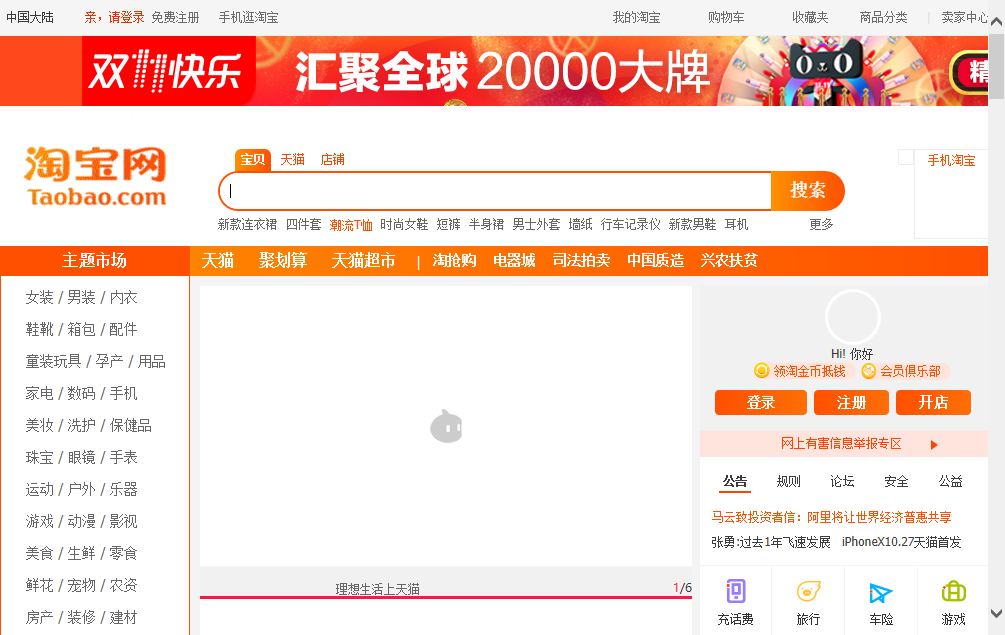 中国大陆 亲，请登录 免费注册 手机逛淘宝 我的淘宝 购物车 收藏夹 商品分类 | 卖家中心
双11快乐 汇聚全球 20000大牌 精
淘宝网
Taobao.com
宝贝 天猫 店铺
搜索
手机淘宝
新款连衣裙 四件套 潮流T恤 时尚女鞋 短裤 半身裙 男士外套 墙纸 行车记录仪 新款男鞋 耳机 更多
主题市场 天猫 聚划算 天猫超市 | 淘抢购 电器城 司法拍卖 中国质造 兴农扶贫
女装 / 男装 / 内衣
鞋靴 / 箱包 / 配件
童装玩具 / 孕产 / 用品
家电 / 数码 / 手机
美妆 / 洗护 / 保健品
珠宝 / 眼镜 / 手表
运动 / 户外 / 乐器
游戏 / 动漫 / 影视
美食 / 生鲜 / 零食
鲜花 / 宠物 / 农资
房产 / 装修 / 建材
理想生活上天猫 1/6
Hi! 你好
领淘金币抵钱 会员俱乐部
登录 注册 开店
网上有害信息举报专区
公告 规则 论坛 安全 公益
马云致投资者信：阿里将让世界经济普惠共享
张勇:过去1年飞速发展 iPhoneX10.27天猫首发
充话费 旅行 车险 游戏